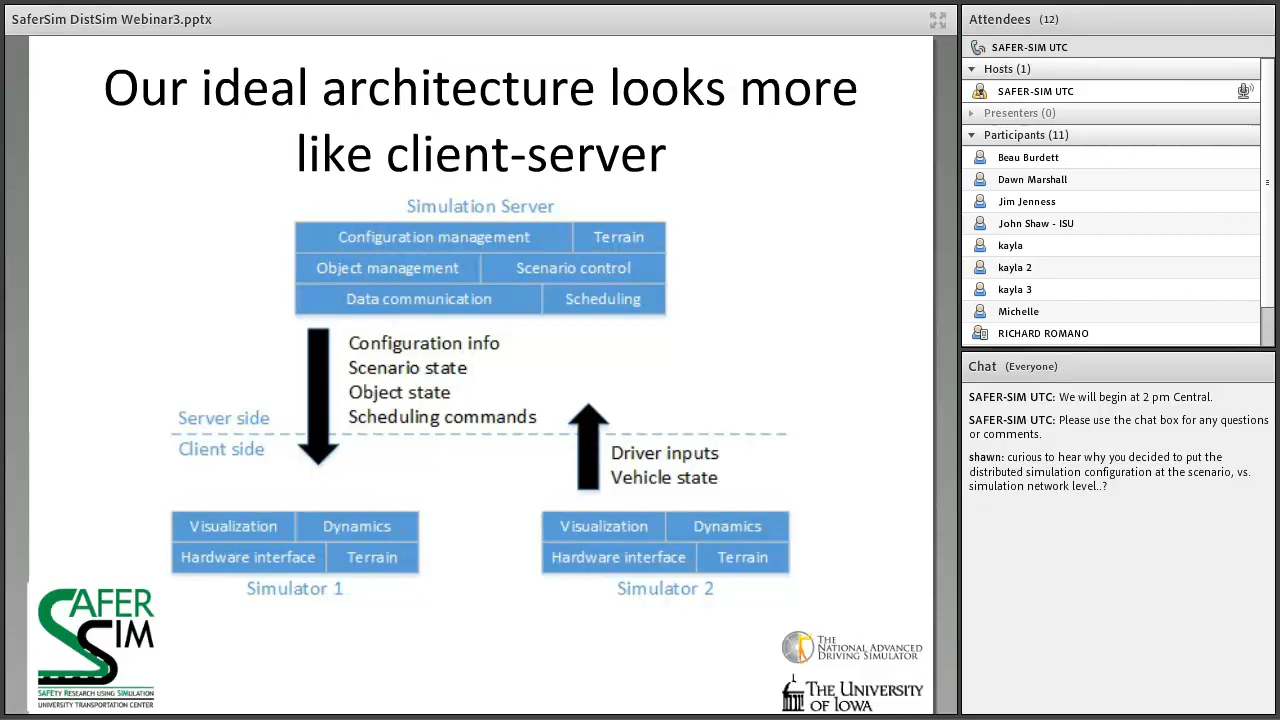 SaferSim DistSim Webinar3.pptx
Our ideal architecture looks more
like client-server
Simulation Server
Configuration management
Terrain
Object management
Scenario control
Data communication
Scheduling
Configuration info
Scenario state
Object state
Scheduling commands
Server side
Client side
Driver inputs
Vehicle state
Visualization
Dynamics
Hardware interface
Terrain
Simulator 1
Visualization
Dynamics
Hardware interface
Terrain
Simulator 2
SAFER
SIM
SAFETY RESEARCH USING SIMULATION
UNIVERSITY TRANSPORTATION CENTER
THE
NATIONAL ADVANCED
DRIVING SIMULATOR
THE UNIVERSITY
OF IOWA
Attendees (12)
SAFER-SIM UTC
Hosts (1)
SAFER-SIM UTC
Presenters (0)
Participants (11)
Beau Burdett
Dawn Marshall
Jim Jenness
John Shaw - ISU
kayla
kayla 2
kayla 3
Michelle
RICHARD ROMANO
Chat (Everyone)
SAFER-SIM UTC: We will begin at 2 pm Central.
SAFER-SIM UTC: Please use the chat box for any questions
or comments.
shawn: curious to hear why you decided to put the
distributed simulation configuration at the scenario, vs.
simulation network level..?